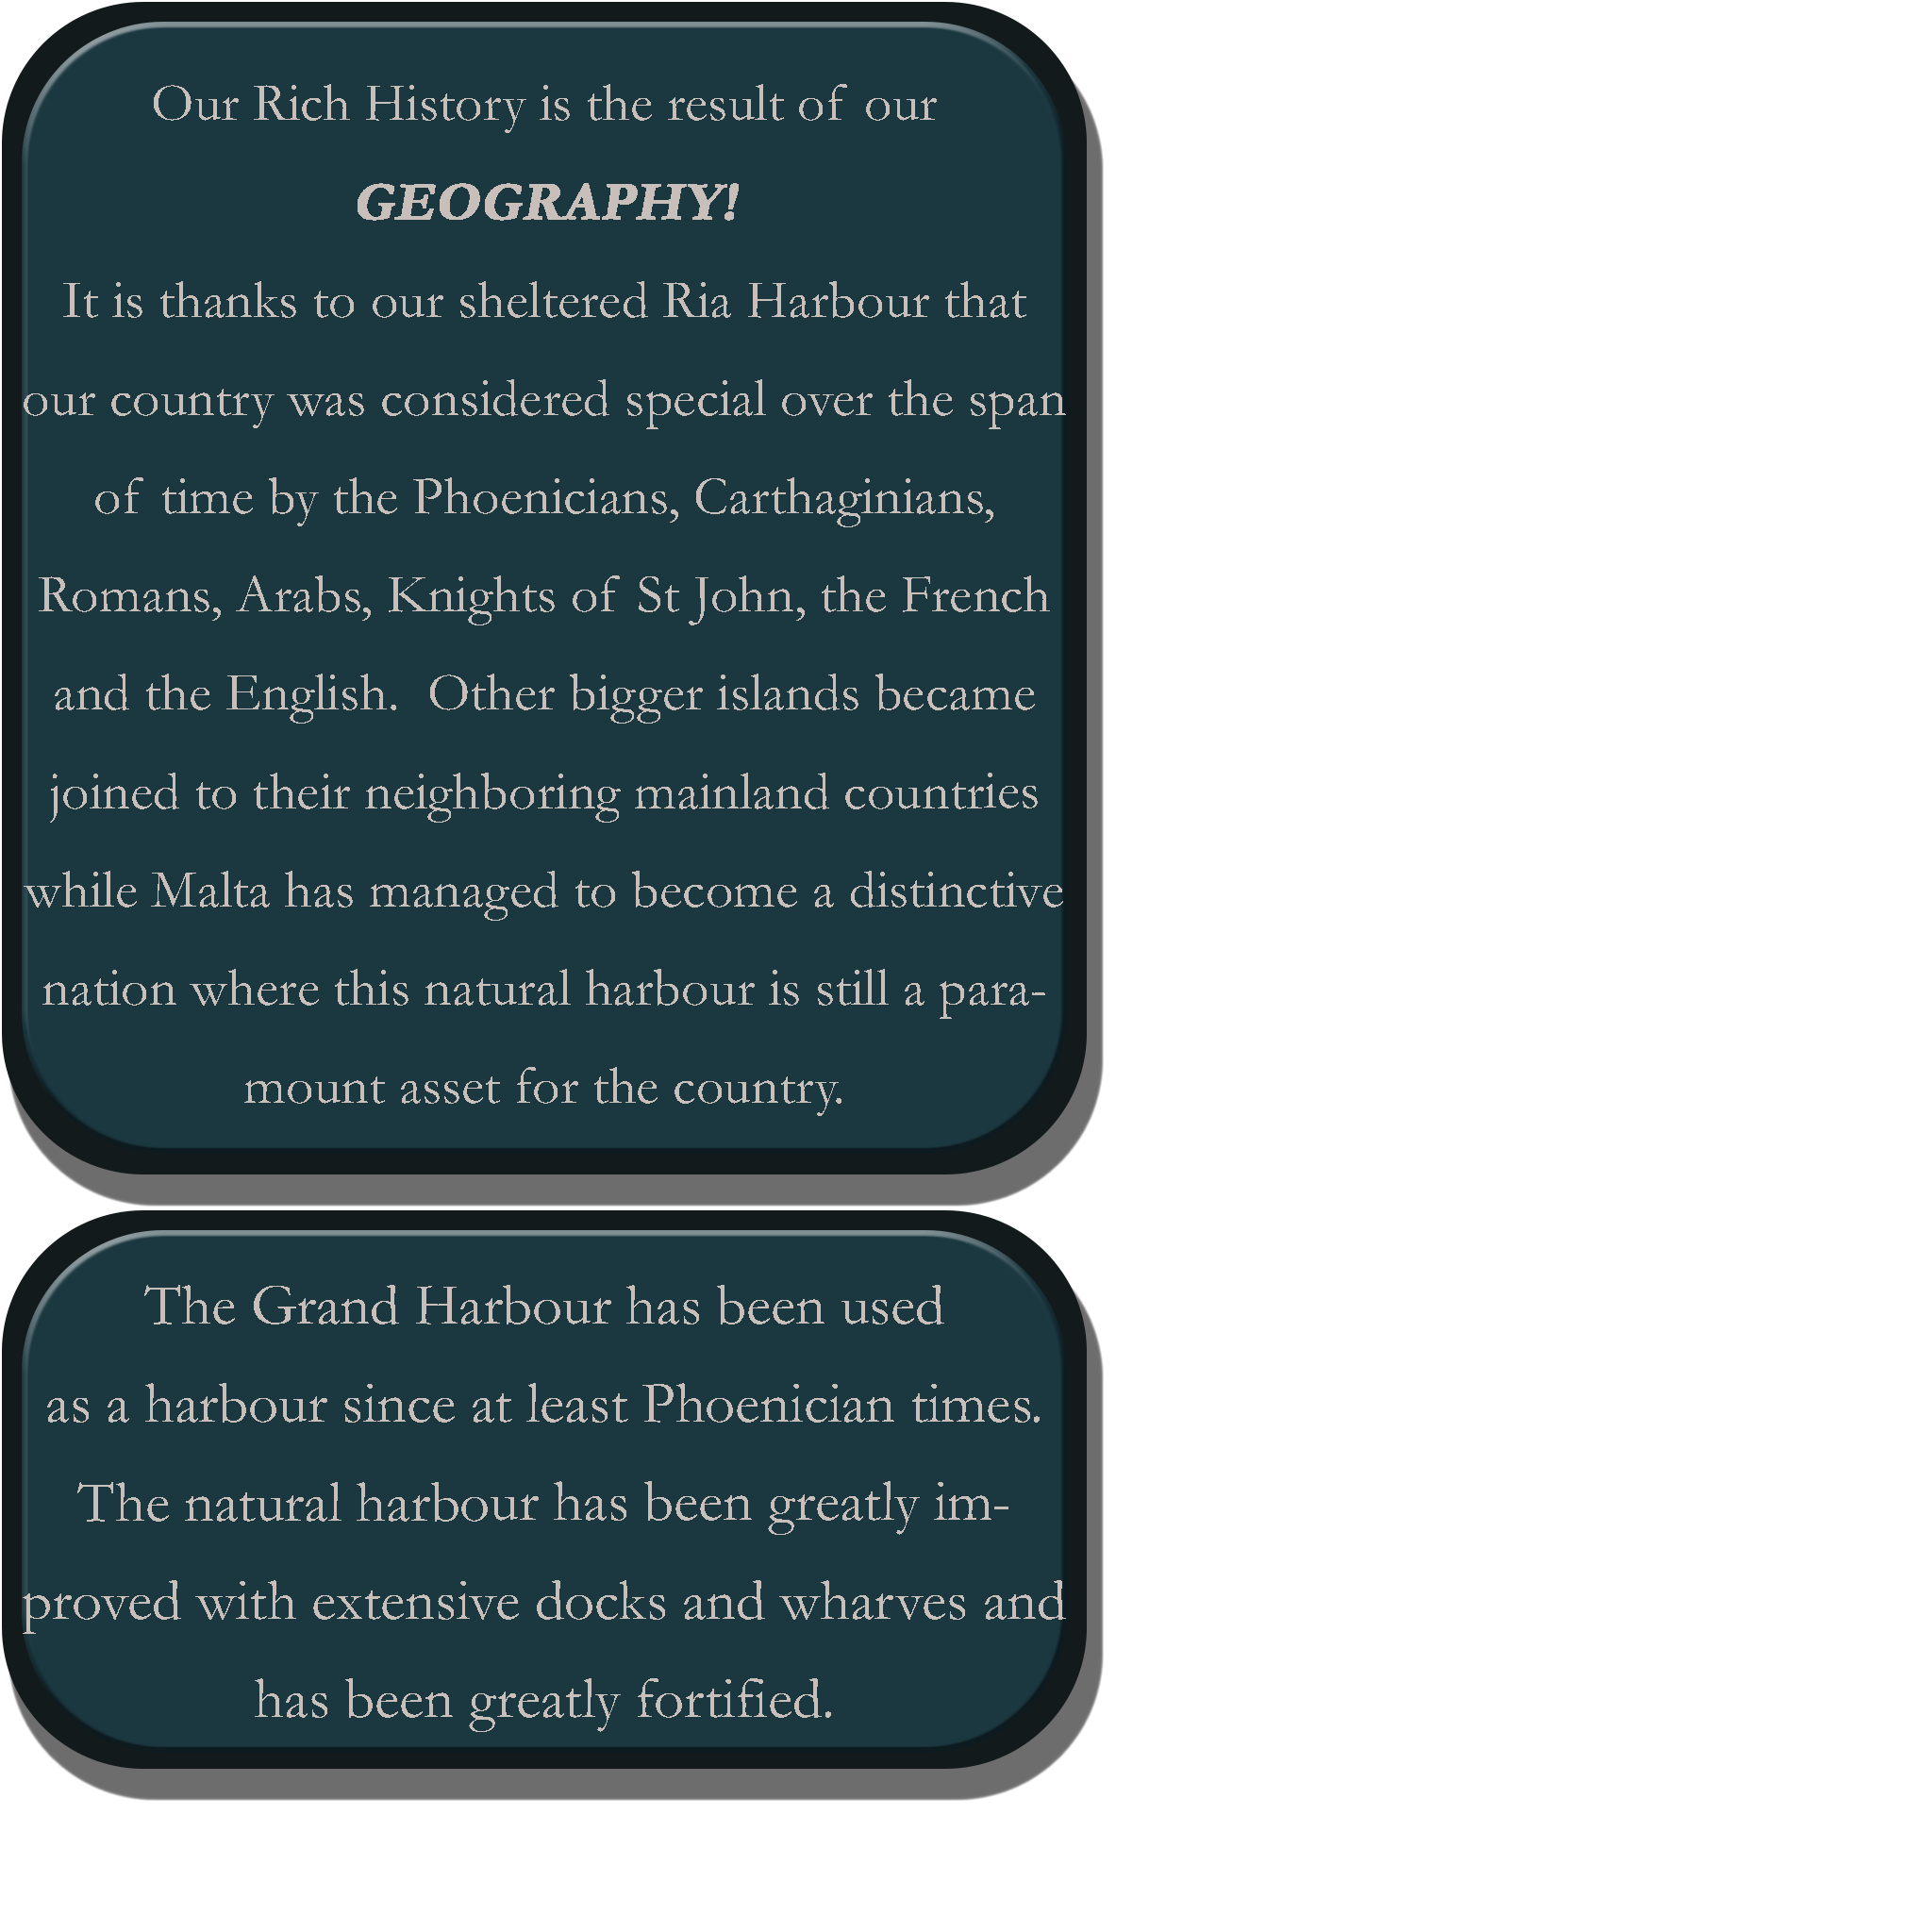 Our Rich History is the result of our
GEOGRAPHY!
It is thanks to our sheltered Ria Harbour that
our country was considered special over the span
of time by the Phoenicians, Carthaginians,
Romans, Arabs, Knights of St John, the French
and the English.  Other bigger islands became
joined to their neighboring mainland countries
while Malta has managed to become a distinctive
nation where this natural harbour is still a para-
mount asset for the country.
The Grand Harbour has been used
as a harbour since at least Phoenician times.
The natural harbour has been greatly im-
proved with extensive docks and wharves and
has been greatly fortified.